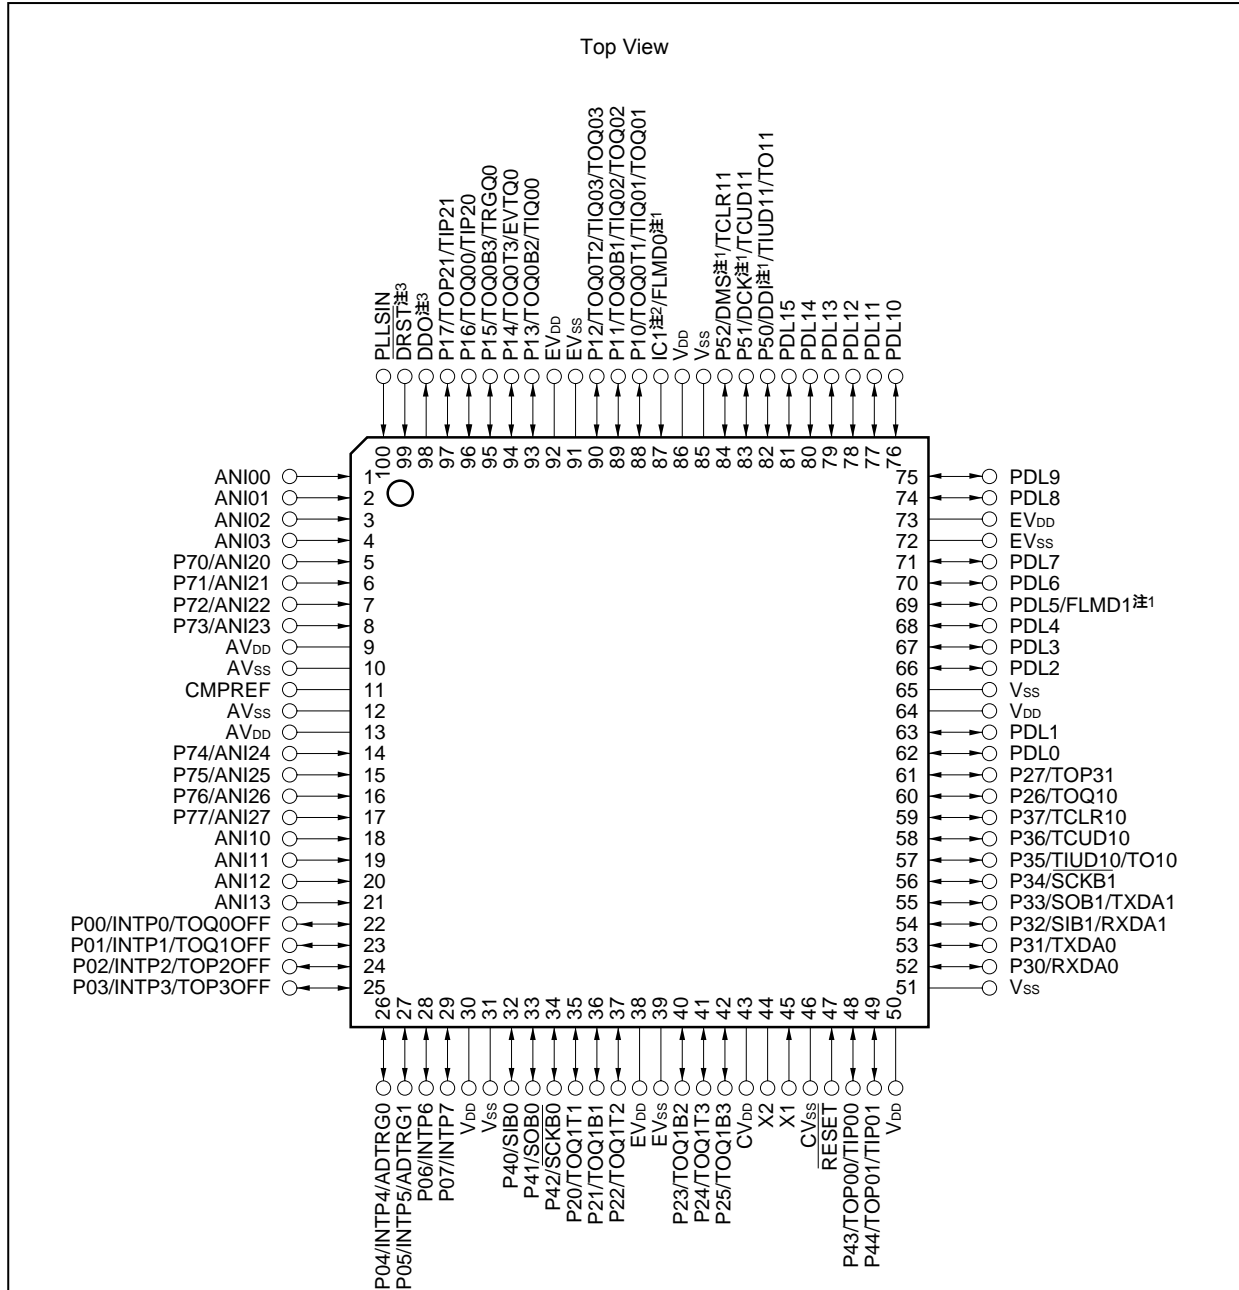 Top View
PLLSIN
DRST注3
DDO注3
P17/TOP21/TIP21
P16/TOQ00/TIP20
P15/TOQ0B3/TRGQ0
P14/TOQ0T3/EVTQ0
P13/TOQ0B2/TIQ00
EVDD
EVSS
P12/TOQ0T2/TIQ03/TOQ03
P11/TOQ0B1/TIQ02/TOQ02
P10/TOQ0T1/TIQ01/TOQ01
IC1注2/FLMD0注1
VDD
VSS
P52/DMS注1/TCLR11
P51/DCK注1/TCUD11
P50/DDI注1/TIUD11/TO11
PDL15
PDL14
PDL13
PDL12
PDL11
PDL10
100
99
98
97
96
95
94
93
92
91
90
89
88
87
86
85
84
83
82
81
80
79
78
77
76
ANI00 1
ANI01 2
ANI02 3
ANI03 4
P70/ANI20 5
P71/ANI21 6
P72/ANI22 7
P73/ANI23 8
AVDD 9
AVSS 10
CMPREF 11
AVSS 12
AVDD 13
P74/ANI24 14
P75/ANI25 15
P76/ANI26 16
P77/ANI27 17
ANI10 18
ANI11 19
ANI12 20
ANI13 21
P00/INTP0/TOQ0OFF 22
P01/INTP1/TOQ1OFF 23
P02/INTP2/TOP2OFF 24
P03/INTP3/TOP3OFF 25
75 PDL9
74 PDL8
73 EVDD
72 EVSS
71 PDL7
70 PDL6
69 PDL5/FLMD1注1
68 PDL4
67 PDL3
66 PDL2
65 VSS
64 VDD
63 PDL1
62 PDL0
61 P27/TOP31
60 P26/TOQ10
59 P37/TCLR10
58 P36/TCUD10
57 P35/TIUD10/TO10
56 P34/SCKB1
55 P33/SOB1/TXDA1
54 P32/SIB1/RXDA1
53 P31/TXDA0
52 P30/RXDA0
51 VSS
26
27
28
29
30
31
32
33
34
35
36
37
38
39
40
41
42
43
44
45
46
47
48
49
50
P04/INTP4/ADTRG0
P05/INTP5/ADTRG1
P06/INTP6
P07/INTP7
VDD
VSS
P40/SIB0
P41/SOB0
P42/SCKB0
P20/TOQ1T1
P21/TOQ1B1
P22/TOQ1T2
EVDD
EVSS
P23/TOQ1B2
P24/TOQ1T3
P25/TOQ1B3
CVDD
X2
X1
CVSS
RESET
P43/TOP00/TIP00
P44/TOP01/TIP01
VDD